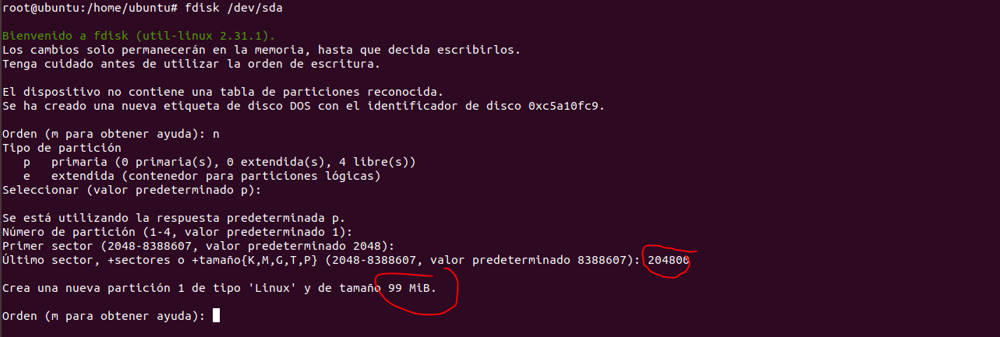 root@ubuntu:/home/ubuntu# fdisk /dev/sda
Bienvenido a fdisk (util-linux 2.31.1).
Los cambios solo permanecerán en la memoria, hasta que decida escribirlos.
Tenga cuidado antes de utilizar la orden de escritura.
El dispositivo no contiene una tabla de particiones reconocida.
Se ha creado una nueva etiqueta de disco DOS con el identificador de disco 0xc5a10fc9.
Orden (m para obtener ayuda): n
Tipo de partición
p   primaria (0 primaria(s), 0 extendida(s), 4 libre(s))
e   extendida (contenedor para particiones lógicas)
Seleccionar (valor predeterminado p):
Se está utilizando la respuesta predeterminada p.
Número de partición (1-4, valor predeterminado 1):
Primer sector (2048-8388607, valor predeterminado 2048):
Último sector, +sectores o +tamaño{K,M,G,T,P} (2048-8388607, valor predeterminado 8388607): 204800
Crea una nueva partición 1 de tipo 'Linux' y de tamaño 99 MiB.
Orden (m para obtener ayuda):